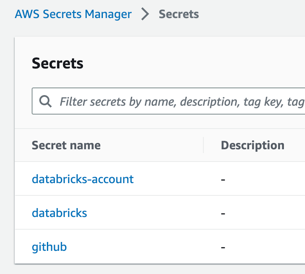 AWS Secrets Manager > Secrets
Secrets
Filter secrets by name, description, tag key, tag
Secret name Description
databricks-account -
databricks -
github -